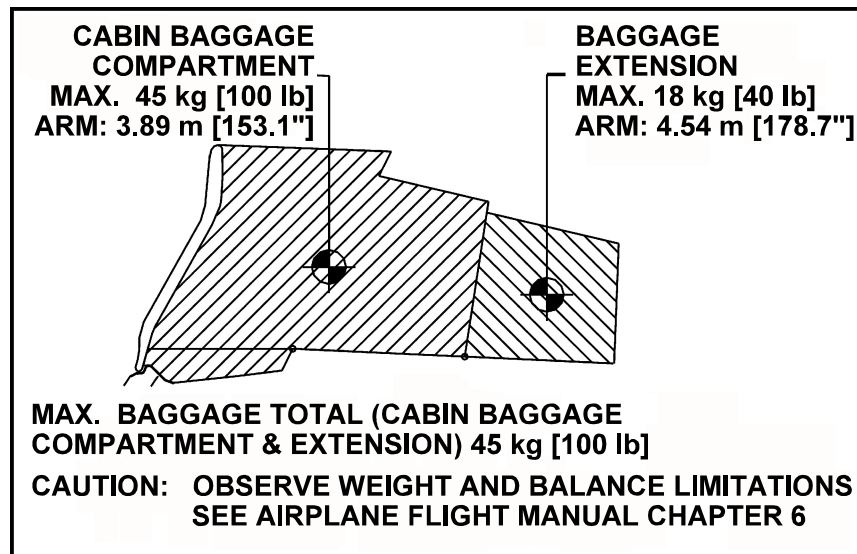 CABIN BAGGAGE
COMPARTMENT
MAX. 45 kg [100 lb]
ARM: 3.89 m [153.1"]
BAGGAGE
EXTENSION
MAX. 18 kg [40 lb]
ARM: 4.54 m [178.7"]
MAX. BAGGAGE TOTAL (CABIN BAGGAGE
COMPARTMENT & EXTENSION) 45 kg [100 lb]
CAUTION: OBSERVE WEIGHT AND BALANCE LIMITATIONS
SEE AIRPLANE FLIGHT MANUAL CHAPTER 6